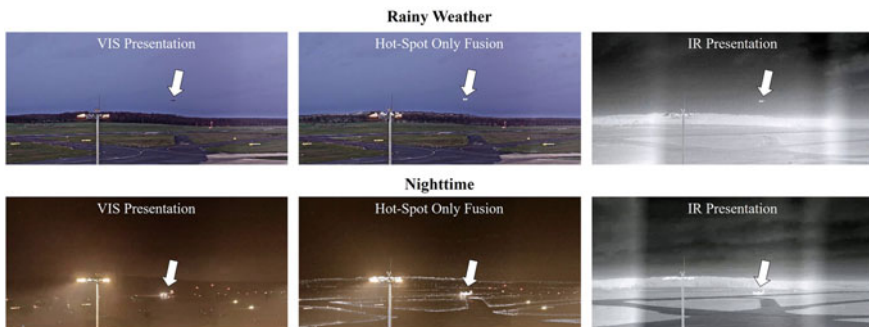 Rainy Weather
VIS Presentation
Hot-Spot Only Fusion
IR Presentation
Nighttime
VIS Presentation
Hot-Spot Only Fusion
IR Presentation